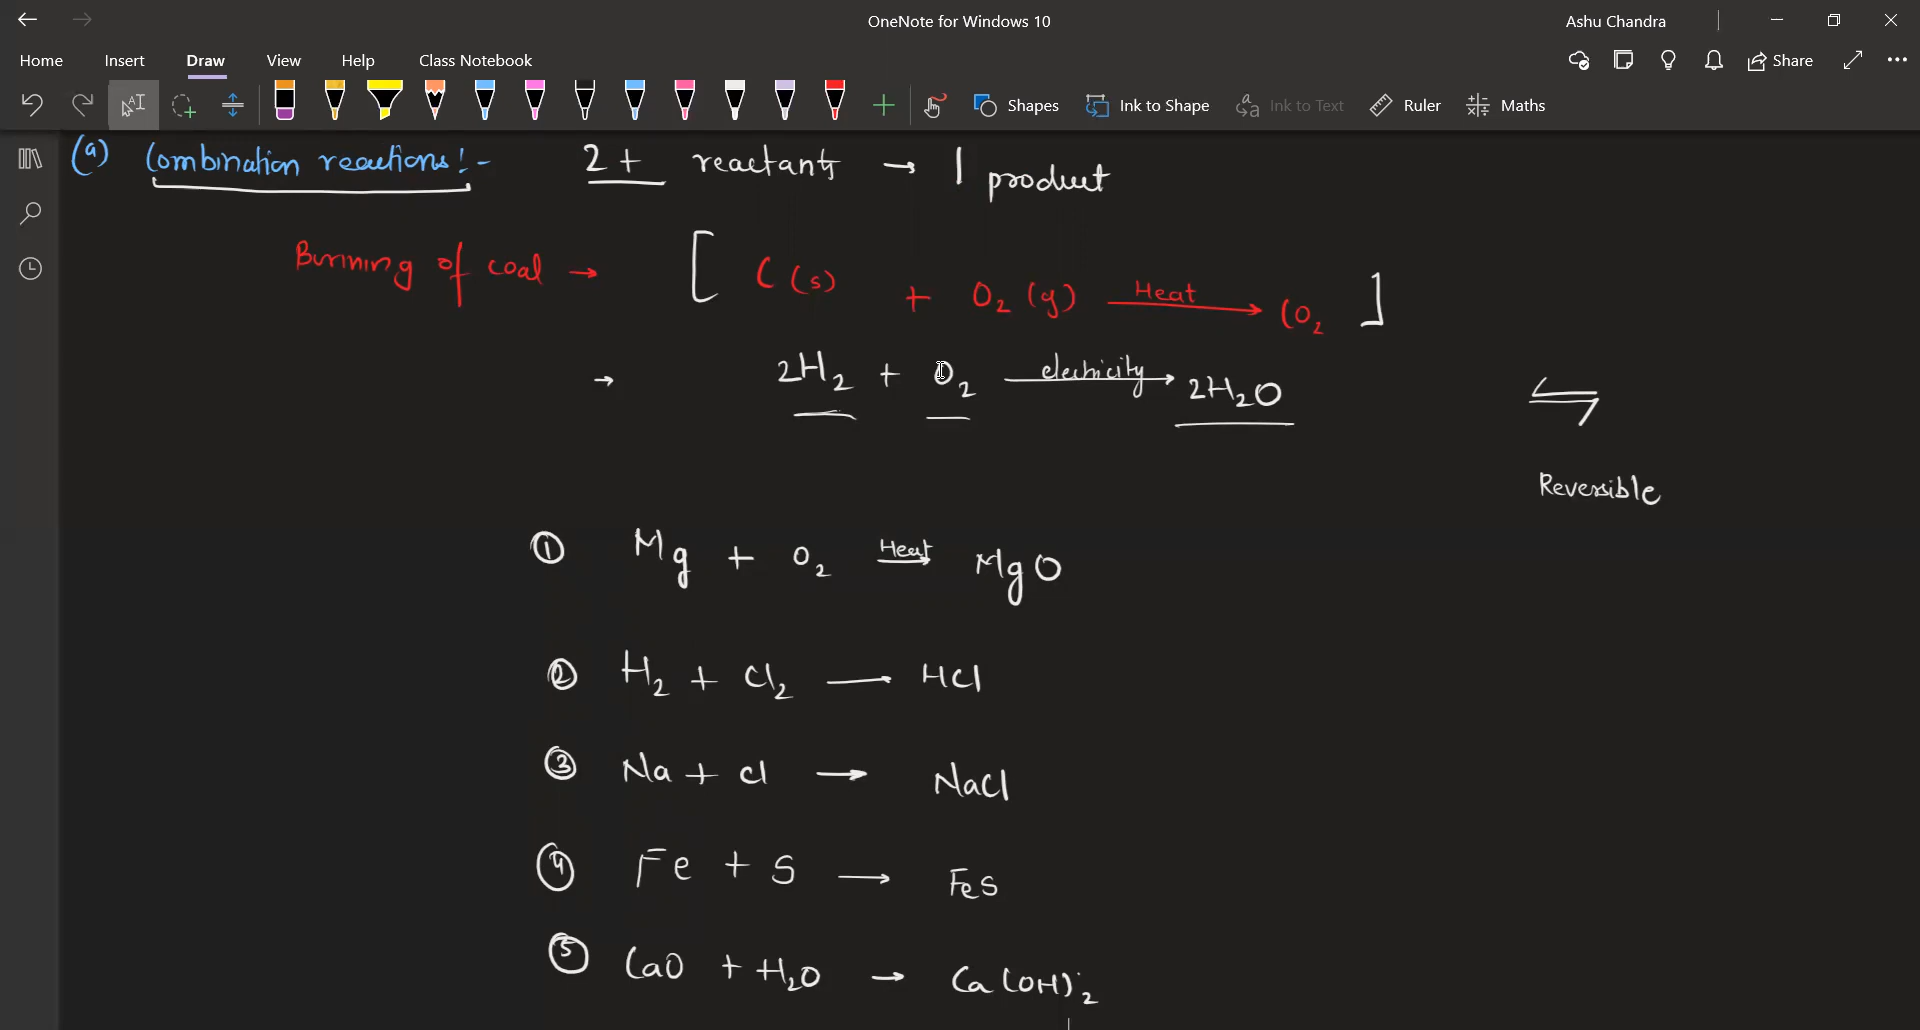 OneNote for Windows 10
Ashu Chandra
Home Insert Draw View Help Class Notebook
Share
Shapes Ink to Shape Ink to Text Ruler Maths
(a) Combination reactions:- 2+ reactants → 1 product
Burning of coal → [ C (s) + O₂ (g) Heat→ CO₂ ]
→ 2H₂ + O₂ electricity→ 2H₂O ⇌
Reversible
① Mg + O₂ Heat→ MgO
② H₂ + Cl₂ — HCl
③ Na + Cl → NaCl
④ Fe + S → FeS
⑤ CaO + H₂O → Ca(OH)₂